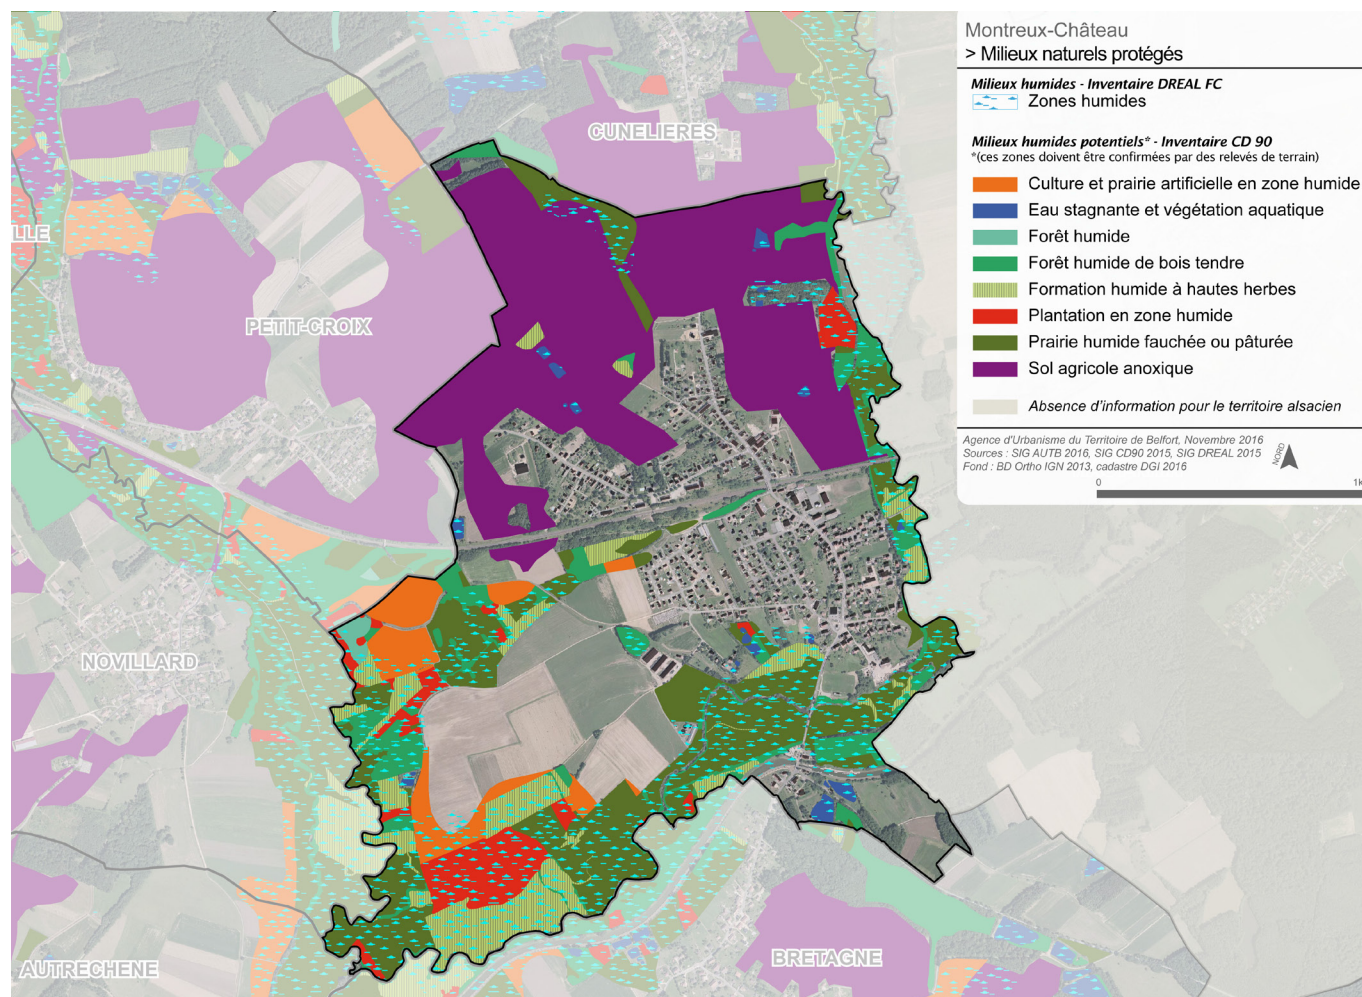 Montreux-Château
> Milieux naturels protégés
Milieux humides - Inventaire DREAL FC
Zones humides
Milieux humides potentiels* - Inventaire CD 90
*(ces zones doivent être confirmées par des relevés de terrain)
Culture et prairie artificielle en zone humide
Eau stagnante et végétation aquatique
Forêt humide
Forêt humide de bois tendre
Formation humide à hautes herbes
Plantation en zone humide
Prairie humide fauchée ou pâturée
Sol agricole anoxique
Absence d'information pour le territoire alsacien
Agence d'Urbanisme du Territoire de Belfort, Novembre 2016
Sources : SIG AUTB 2016, SIG CD90 2015, SIG DREAL 2015
Fond : BD Ortho IGN 2013, cadastre DGI 2016
NORD
0 1K
CUNELIERES
LLE
PETIT-CROIX
NOVILLARD
BRETAGNE
AUTRECHENE